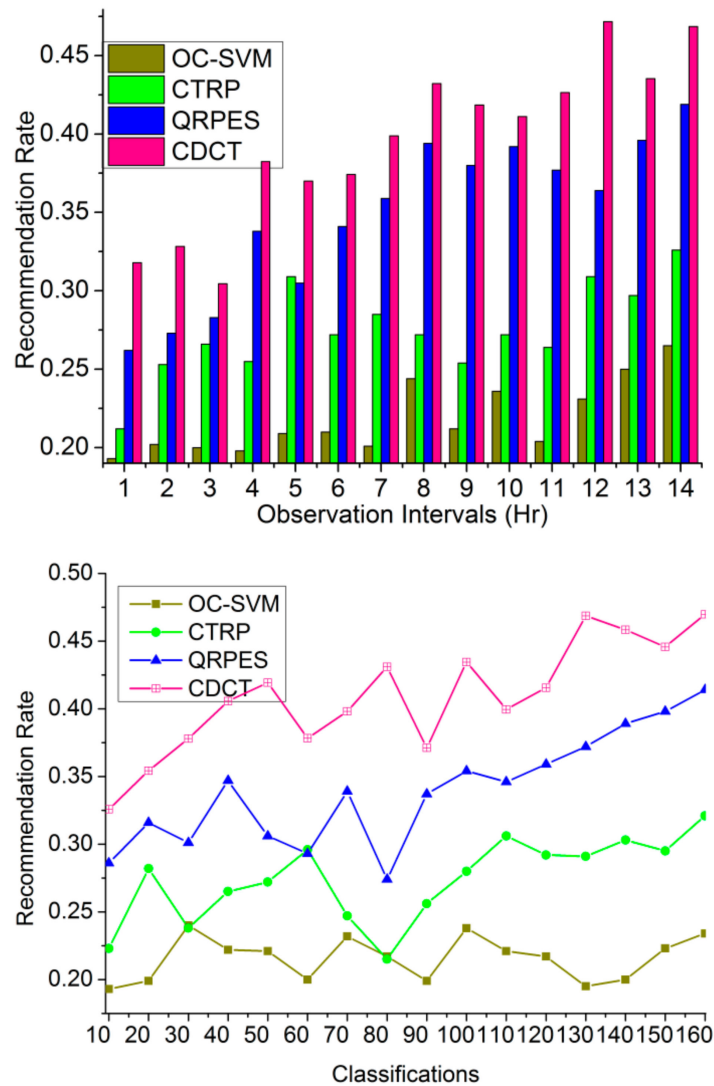 0.45
0.40
0.35
0.30
0.25
0.20
Recommendation Rate
OC-SVM
CTRP
QRPES
CDCT
1 2 3 4 5 6 7 8 9 10 11 12 13 14
Observation Intervals (Hr)
0.50
0.45
0.40
0.35
0.30
0.25
0.20
Recommendation Rate
OC-SVM
CTRP
QRPES
CDCT
10 20 30 40 50 60 70 80 90 100 110 120 130 140 150 160
Classifications